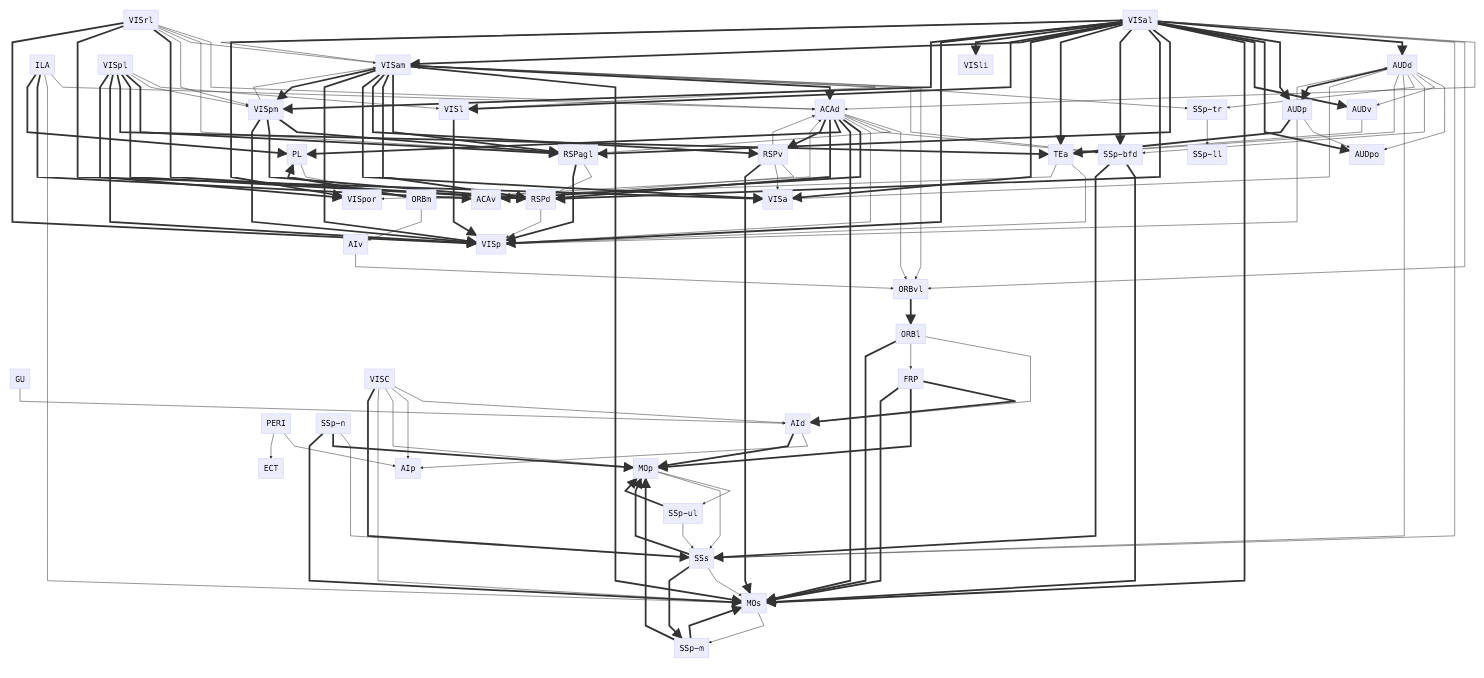 VISrl VISal
ILA VISpl VISam VISli AUDd
VISpm VISl ACAd SSp-tr AUDp AUDv
PL RSPagl RSPv TEa SSp-bfd SSp-ll AUDpo
VISpor ORBm ACAv RSPd VISa
AIv VISp
ORBvl
ORBl
GU VISC FRP
PERI SSp-n AId
ECT AIp MOp
SSp-ul
SSs
MOs
SSp-m